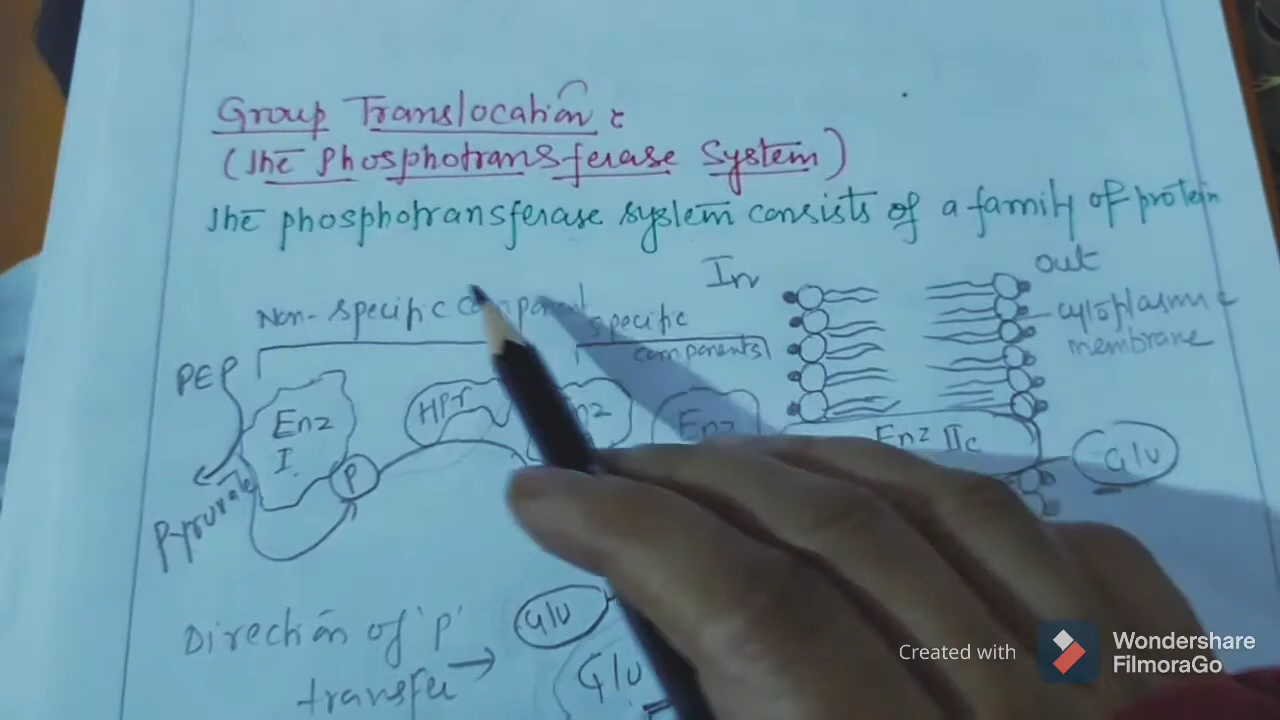 Group Translocation :
(The Phosphotransferase System)
The phosphotransferase system consists of a family of protein
In
out
Non-specific component
specific
components
cytoplasmic
membrane
PEP
Enz
I
P
HPr
Enz
Enz IIc
Glu
Pyruvate
Direction of 'P'
transfer
Glu
Glu
Created with
Wondershare
FilmoraGo